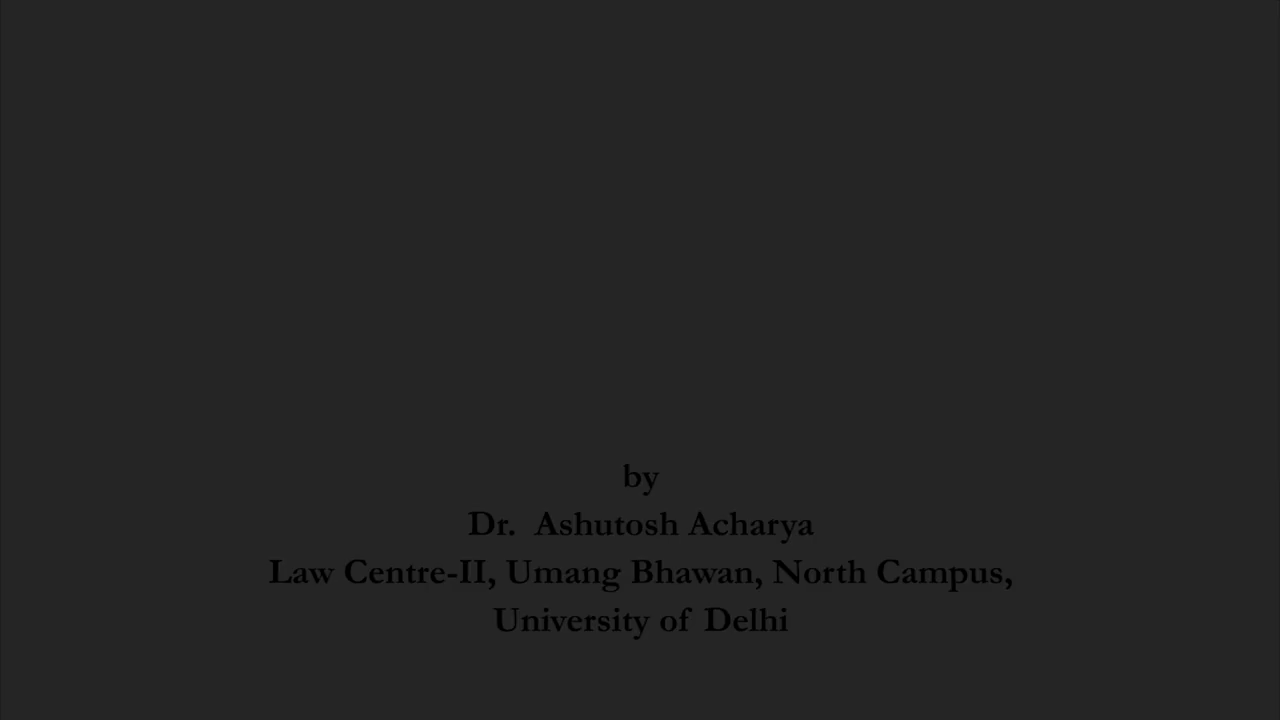 by
Dr.  Ashutosh Acharya
Law Centre-II, Umang Bhawan, North Campus,
University of Delhi